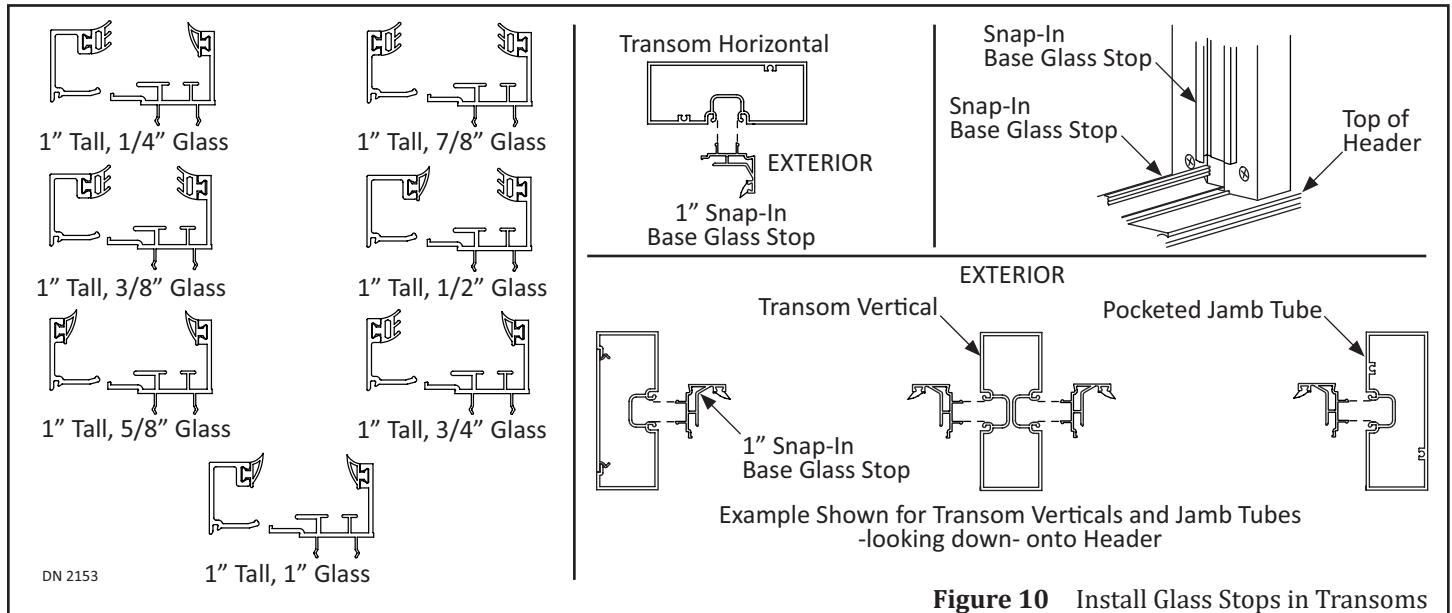 1” Tall, 1/4” Glass
1” Tall, 7/8” Glass
1” Tall, 3/8” Glass
1” Tall, 1/2” Glass
1” Tall, 5/8” Glass
1” Tall, 3/4” Glass
1” Tall, 1” Glass
DN 2153
Transom Horizontal
EXTERIOR
1” Snap-In
Base Glass Stop
Snap-In
Base Glass Stop
Snap-In
Base Glass Stop
Top of
Header
EXTERIOR
Transom Vertical
Pocketed Jamb Tube
1” Snap-In
Base Glass Stop
Example Shown for Transom Verticals and Jamb Tubes
-looking down- onto Header
Figure 10 Install Glass Stops in Transoms